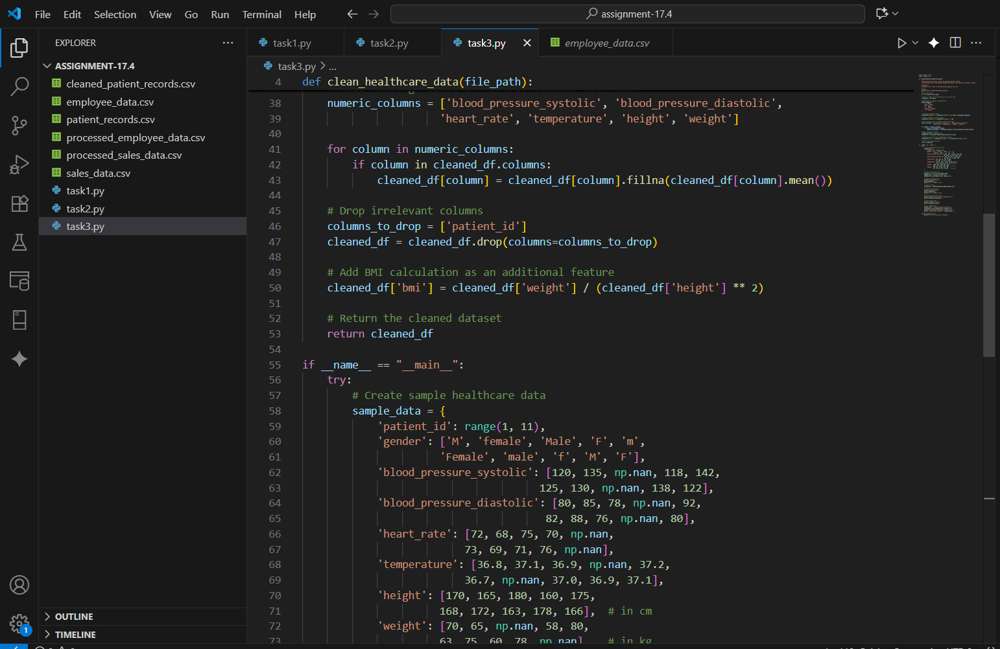 File Edit Selection View Go Run Terminal Help
assignment-17.4
EXPLORER
ASSIGNMENT-17.4
cleaned_patient_records.csv
employee_data.csv
patient_records.csv
processed_employee_data.csv
processed_sales_data.csv
sales_data.csv
task1.py
task2.py
task3.py
OUTLINE
TIMELINE
1
task1.py task2.py task3.py employee_data.csv
task3.py > ...
4 def clean_healthcare_data(file_path):
38 numeric_columns = ['blood_pressure_systolic', 'blood_pressure_diastolic',
39 'heart_rate', 'temperature', 'height', 'weight']
40
41 for column in numeric_columns:
42 if column in cleaned_df.columns:
43 cleaned_df[column] = cleaned_df[column].fillna(cleaned_df[column].mean())
44
45 # Drop irrelevant columns
46 columns_to_drop = ['patient_id']
47 cleaned_df = cleaned_df.drop(columns=columns_to_drop)
48
49 # Add BMI calculation as an additional feature
50 cleaned_df['bmi'] = cleaned_df['weight'] / (cleaned_df['height'] ** 2)
51
52 # Return the cleaned dataset
53 return cleaned_df
54
55 if __name__ == "__main__":
56 try:
57 # Create sample healthcare data
58 sample_data = {
59 'patient_id': range(1, 11),
60 'gender': ['M', 'female', 'Male', 'F', 'm',
61 'Female', 'male', 'f', 'M', 'F'],
62 'blood_pressure_systolic': [120, 135, np.nan, 118, 142,
63 125, 130, np.nan, 138, 122],
64 'blood_pressure_diastolic': [80, 85, 78, np.nan, 92,
65 82, 88, 76, np.nan, 80],
66 'heart_rate': [72, 68, 75, 70, np.nan,
67 73, 69, 71, 76, np.nan],
68 'temperature': [36.8, 37.1, 36.9, np.nan, 37.2,
69 36.7, np.nan, 37.0, 36.9, 37.1],
70 'height': [170, 165, 180, 160, 175,
71 168, 172, 163, 178, 166], # in cm
72 'weight': [70, 65, np.nan, 58, 80,
73 63, 75, 60, 78, np.nan], # in kg